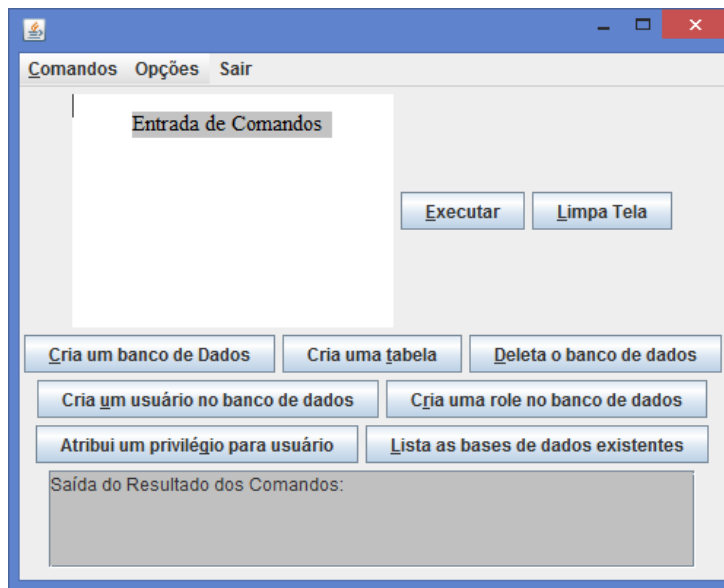 Comandos Opções Sair
Entrada de Comandos
Executar Limpa Tela
Cria um banco de Dados Cria uma tabela Deleta o banco de dados
Cria um usuário no banco de dados Cria uma role no banco de dados
Atribui um privilégio para usuário Lista as bases de dados existentes
Saída do Resultado dos Comandos: